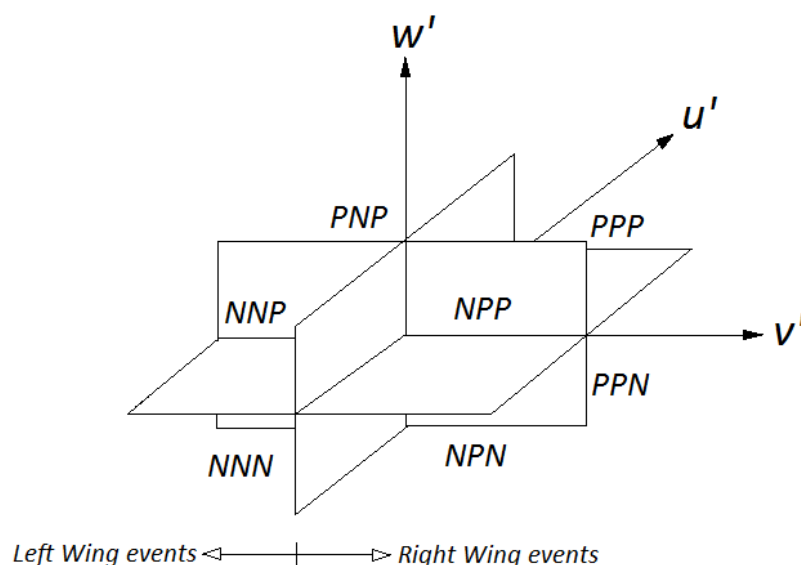 w'
u'
PNP
PPP
NNP
NPP
v'
PPN
NNN
NPN
Left Wing events
Right Wing events